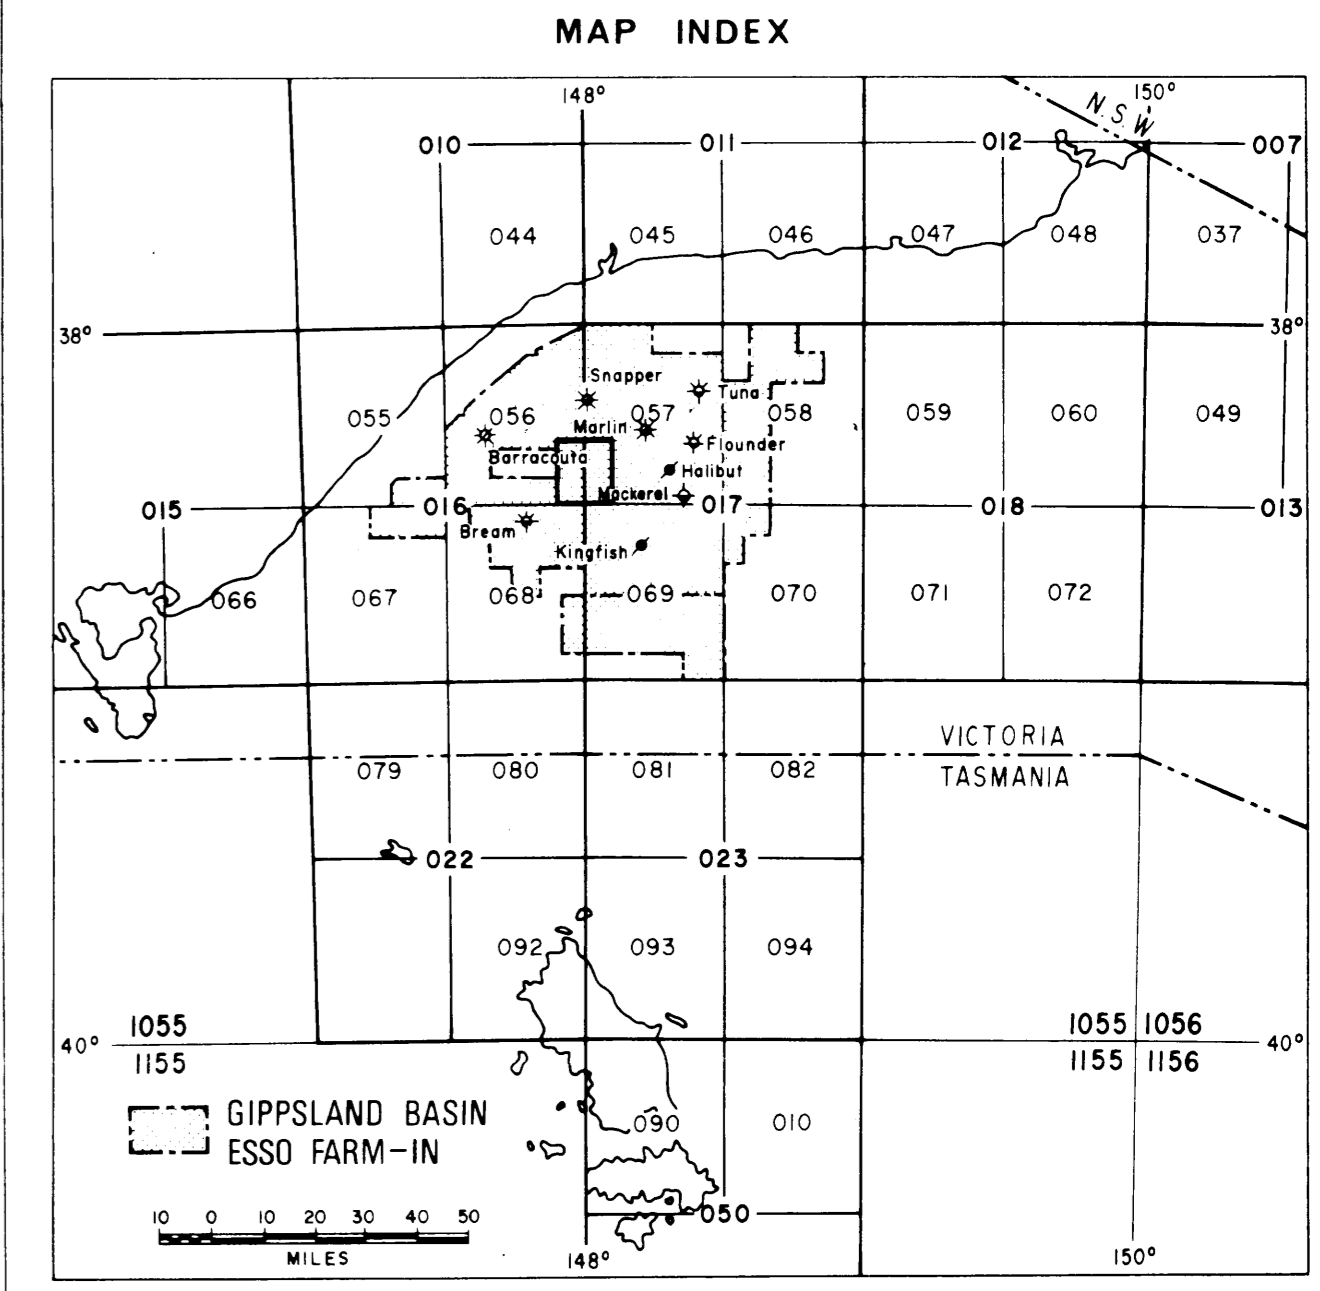 MAP INDEX
148° 150°
N.S.W
010 011 012 007
044 045 046 047 048 037
38° 38°
Snapper
Tuna
055 056 057 058 059 060 049
Marlin
Flounder
Barracouta
Halibut
Mackerel
015 016 017 018 013
Bream
Kingfish
066 067 068 069 070 071 072
VICTORIA
079 080 081 082 TASMANIA
022 023
092 093 094
1055 1055 1056
40° 40°
1155 1155 1156
GIPPSLAND BASIN
ESSO FARM-IN
090 010
10 0 10 20 30 40 50
MILES
050
148° 150°